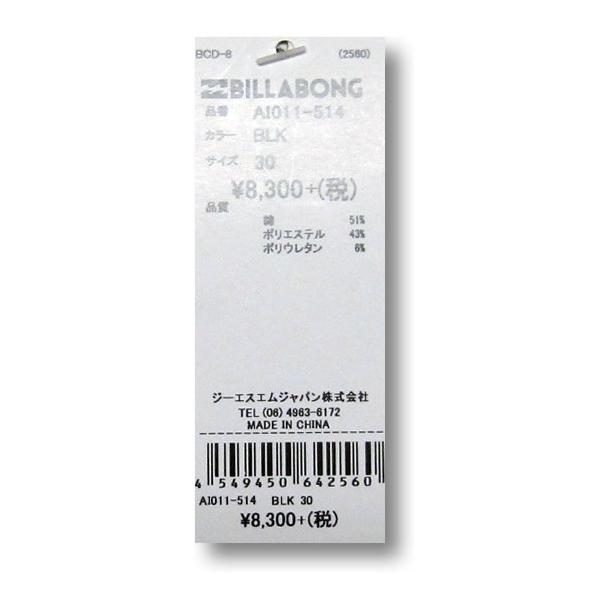 BCD-8 (2560)
BILLABONG
品番 AI011-514
カラー BLK
サイズ 30
¥8,300+(税)
品質
綿 51%
ポリエステル 43%
ポリウレタン 6%
ジーエスエムジャパン株式会社
TEL (06) 4963-6172
MADE IN CHINA
4 549450 642560
AI011-514 BLK 30
¥8,300+(税)